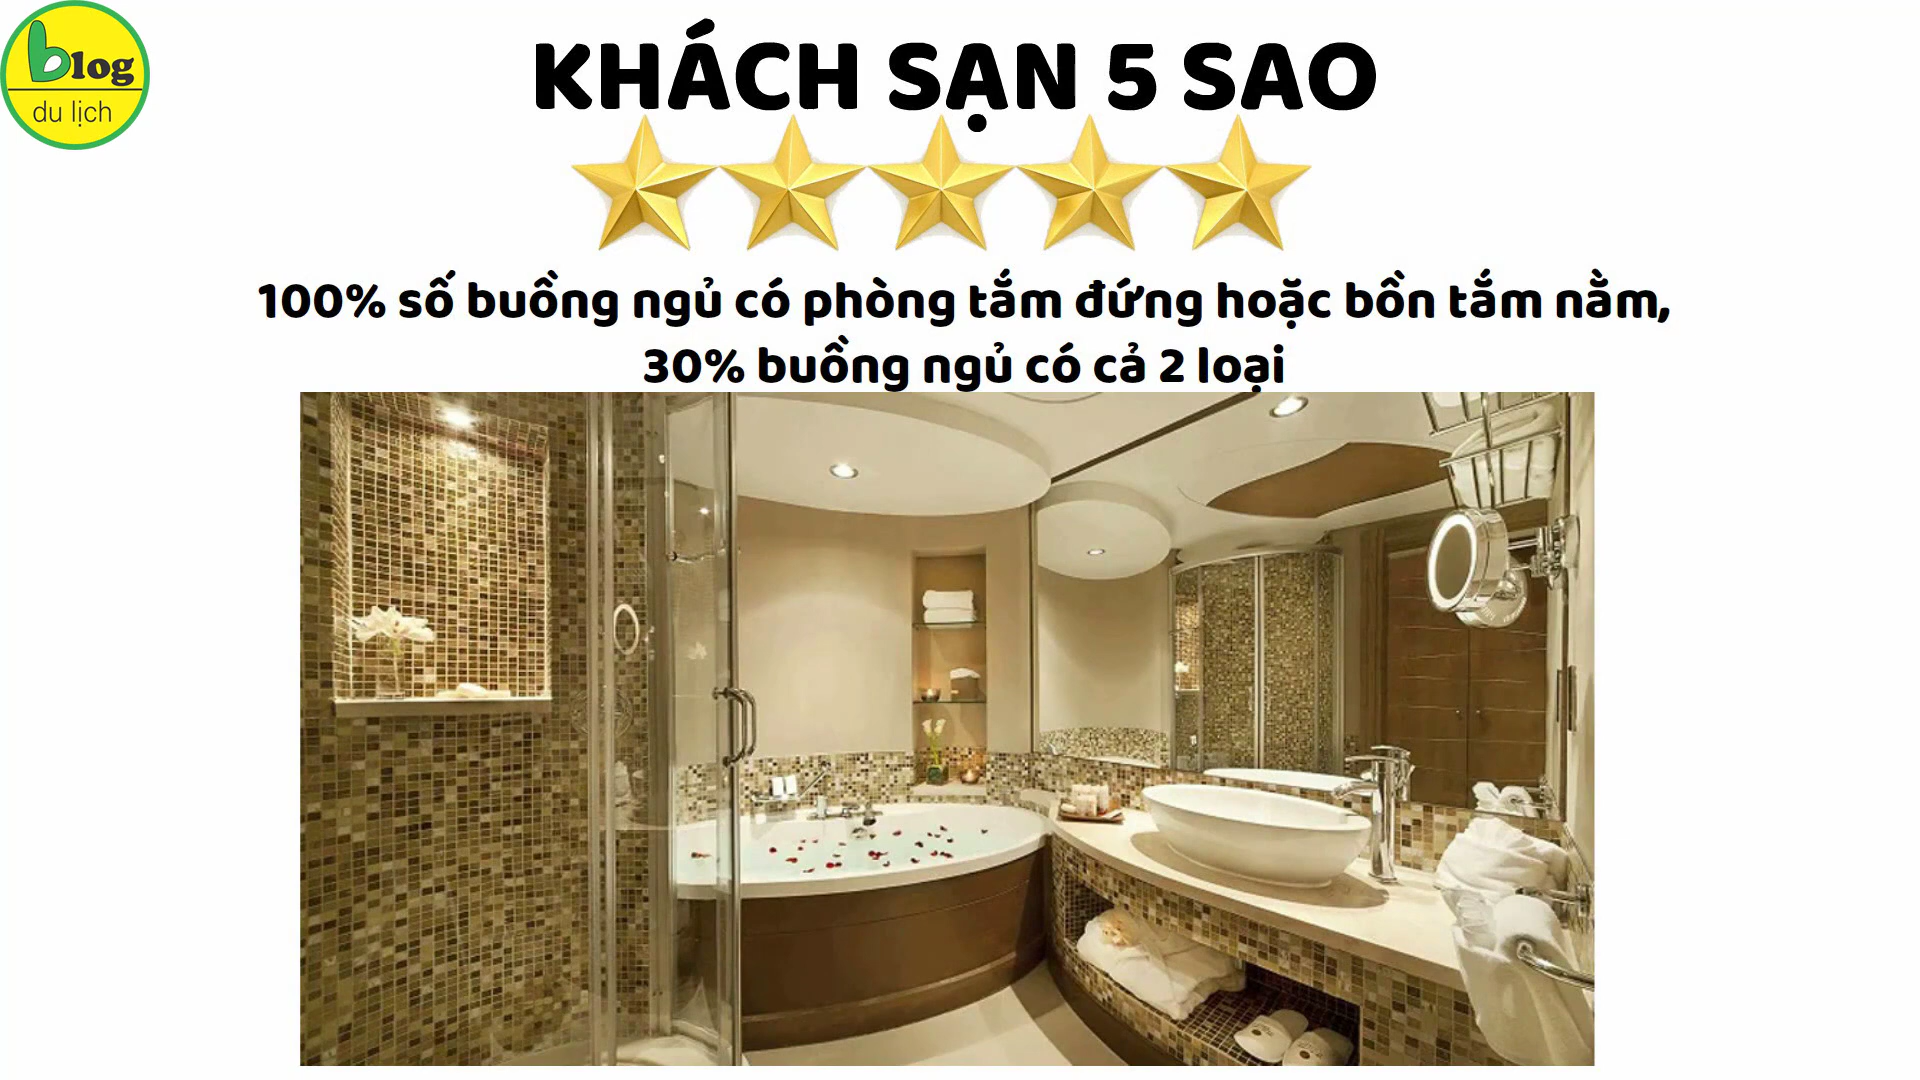 blog
du lịch
KHÁCH SẠN 5 SAO
100% số buồng ngủ có phòng tắm đứng hoặc bồn tắm nằm,
30% buồng ngủ có cả 2 loại